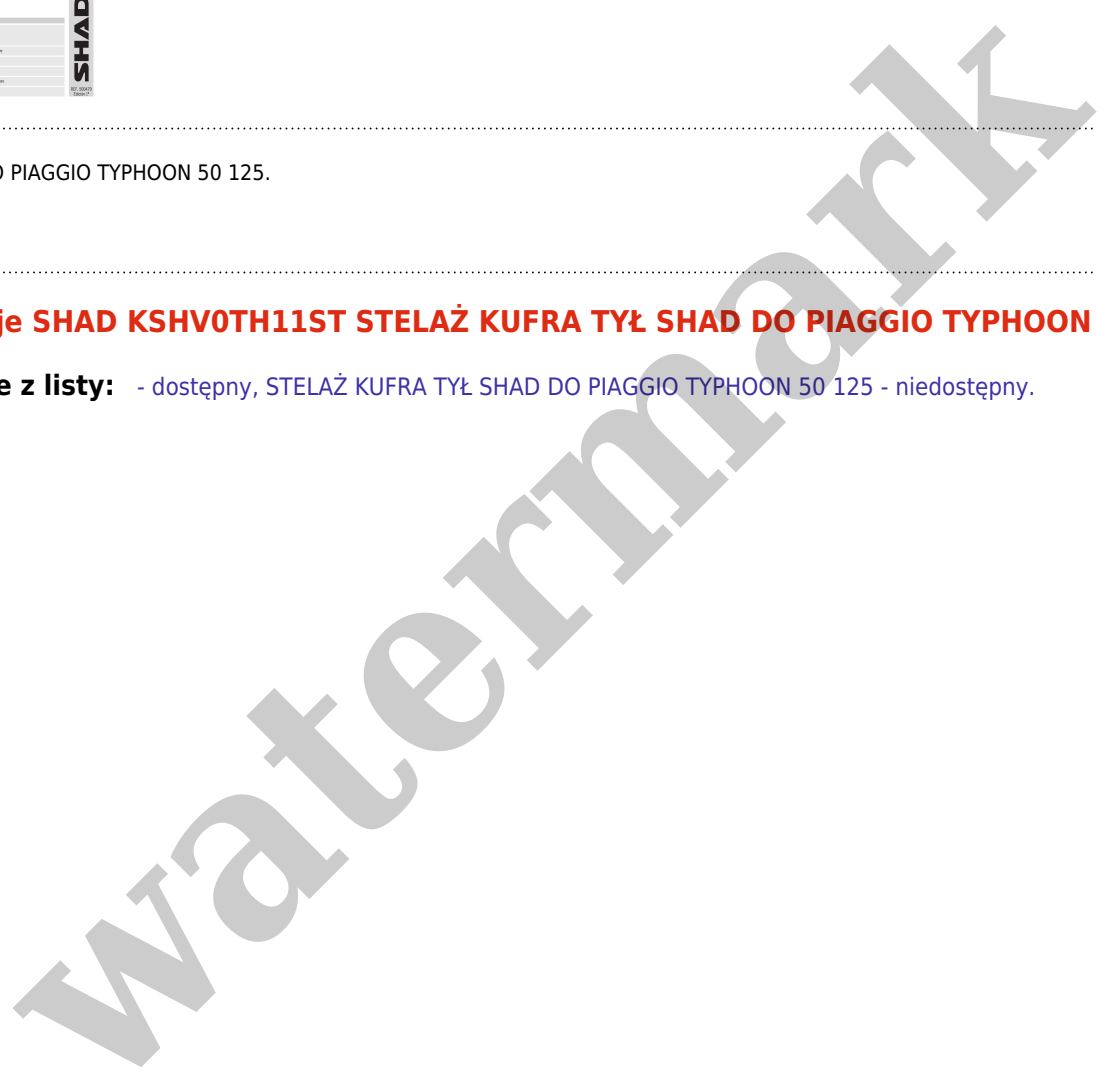 SHAD
O PIAGGIO TYPHOON 50 125.
je SHAD KSHV0TH11ST STELAŻ KUFRA TYŁ SHAD DO PIAGGIO TYPHOON
e z listy: - dostępny, STELAŻ KUFRA TYŁ SHAD DO PIAGGIO TYPHOON 50 125 - niedostępny.
watermark